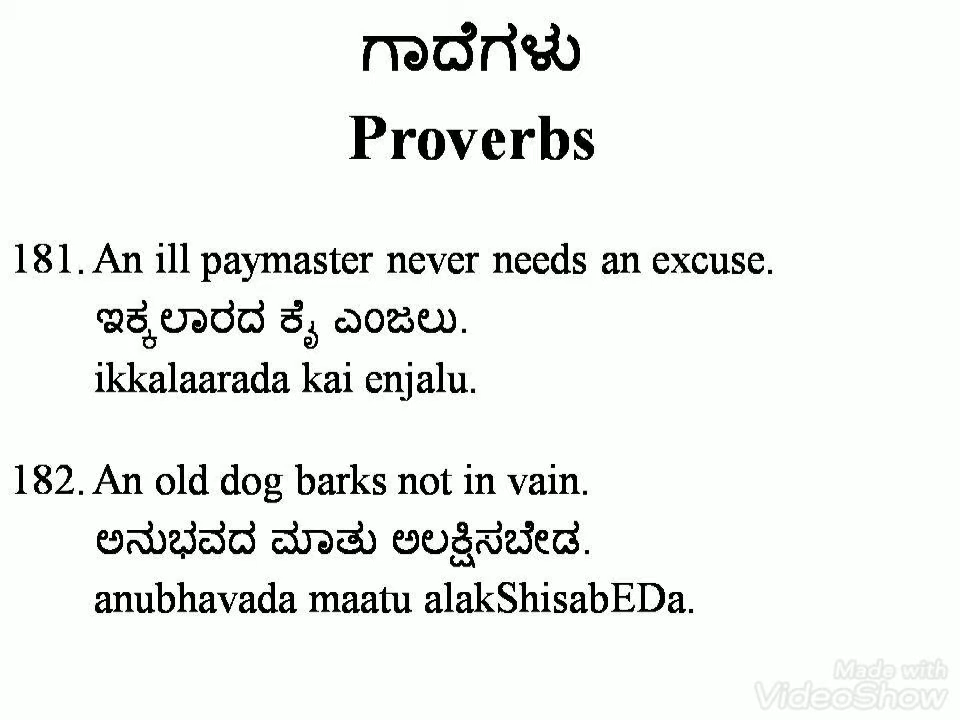 ಗಾದೆಗಳು
Proverbs
181. An ill paymaster never needs an excuse.
ಇಕ್ಕಲಾರದ ಕೈ ಎಂಜಲು.
ikkalaarada kai enjalu.
182. An old dog barks not in vain.
ಅನುಭವದ ಮಾತು ಅಲಕ್ಷಿಸಬೇಡ.
anubhavada maatu alakShisabEDa.
Made with
VideoShow